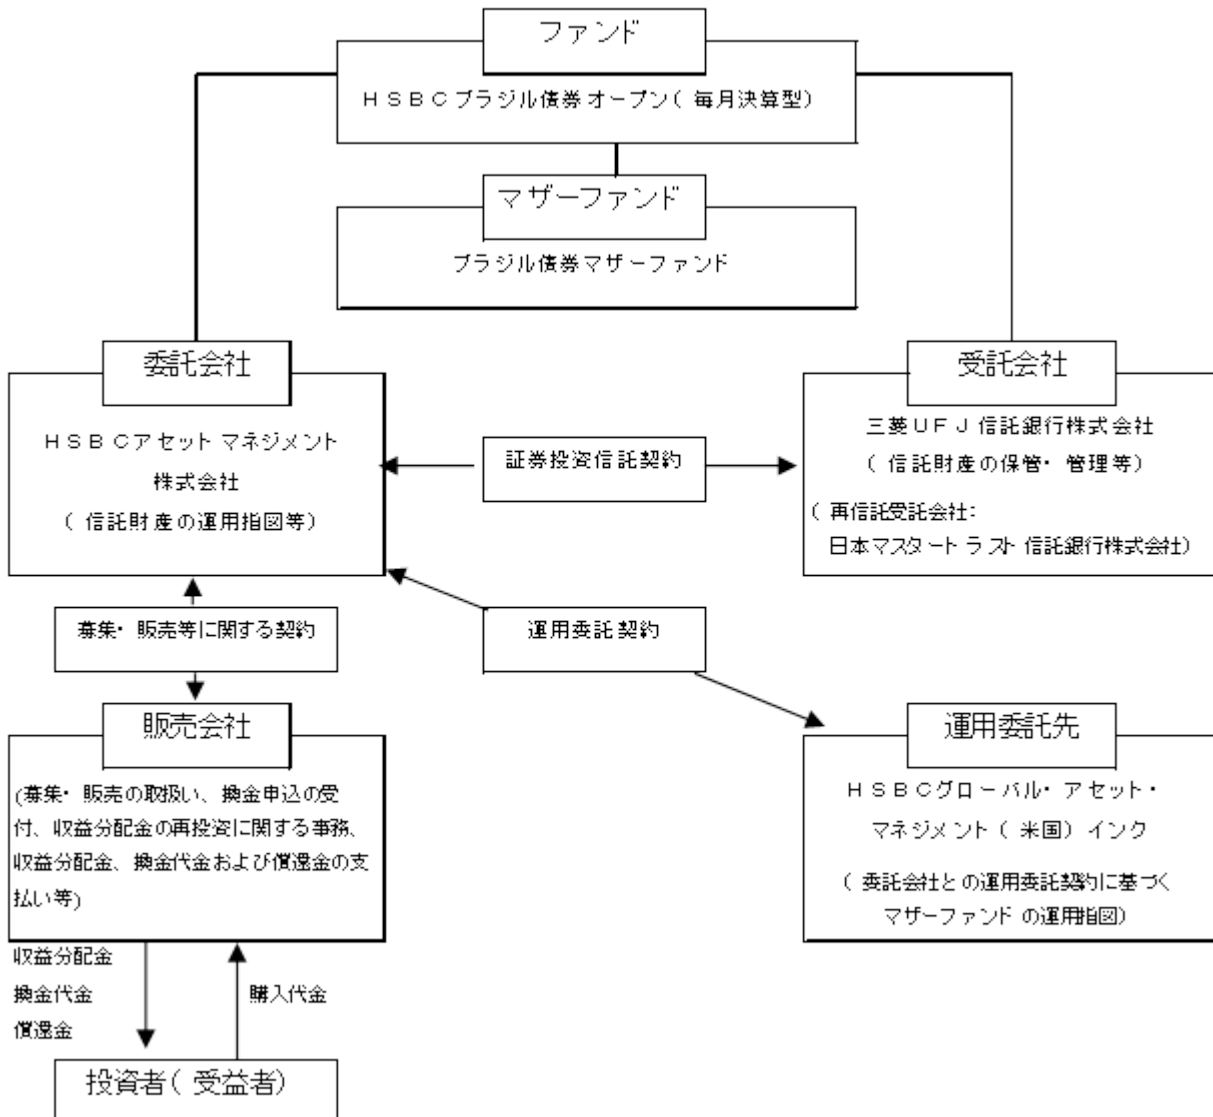 ファンド
HSBCブラジル債券オープン(毎月決算型)
マザーファンド
ブラジル債券マザーファンド
委託会社
HSBCアセットマネジメント
株式会社
(信託財産の運用指図等)
証券投資信託契約
受託会社
三菱UFJ信託銀行株式会社
(信託財産の保管・管理等)
(再信託受託会社:
日本マスタートラスト信託銀行株式会社)
募集・販売等に関する契約
運用委託契約
販売会社
(募集・販売の取扱い、換金申込の受
付、収益分配金の再投資に関する事務、
収益分配金、換金代金および償還金の支
払い等)
運用委託先
HSBCグローバル・アセット・
マネジメント(米国)インク
(委託会社との運用委託契約に基づく
マザーファンドの運用指図)
収益分配金
換金代金
償還金
購入代金
投資者(受益者)